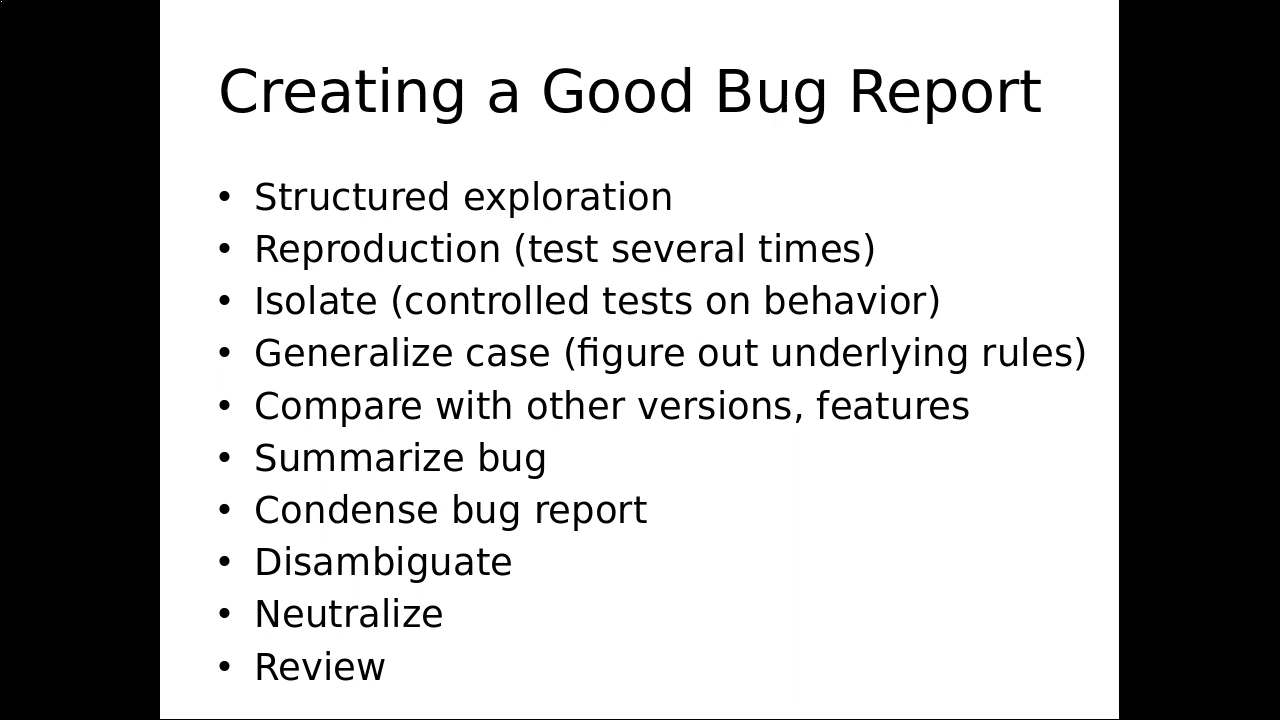 Creating a Good Bug Report
• Structured exploration
• Reproduction (test several times)
• Isolate (controlled tests on behavior)
• Generalize case (figure out underlying rules)
• Compare with other versions, features
• Summarize bug
• Condense bug report
• Disambiguate
• Neutralize
• Review